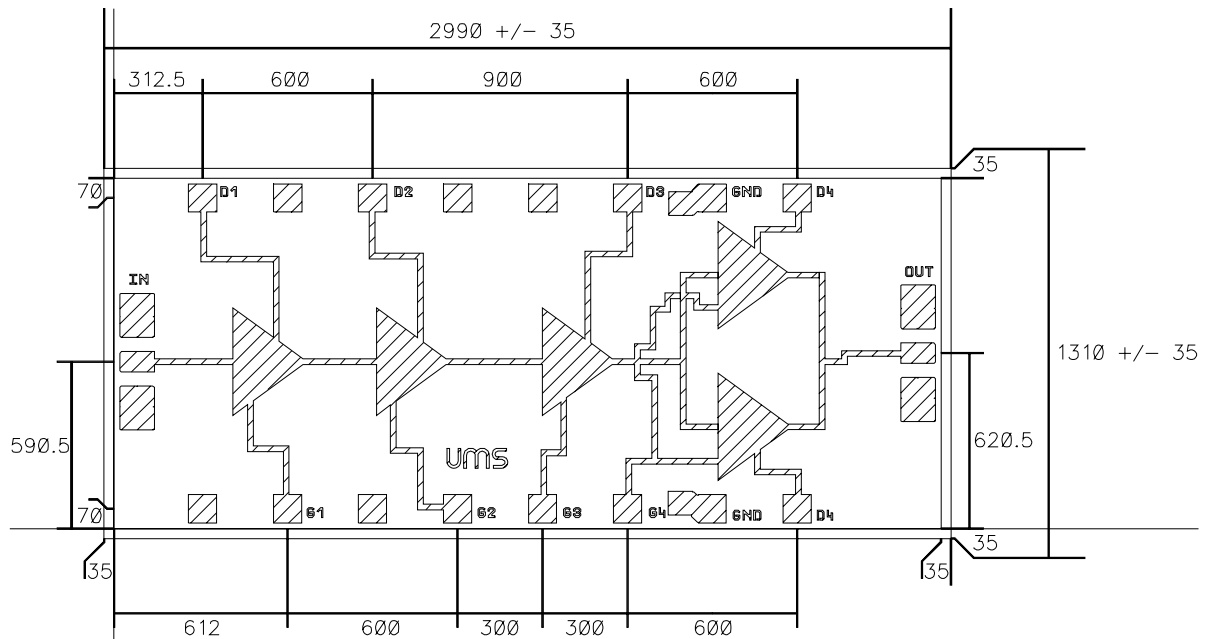 2990 +/- 35
312.5 600 900 600
35
70 D1 D2 D3 GND D4
IN OUT
1310 +/- 35
590.5 ums 620.5
70 G1 G2 G3 G4 GND D4
35 35 35
612 600 300 300 600